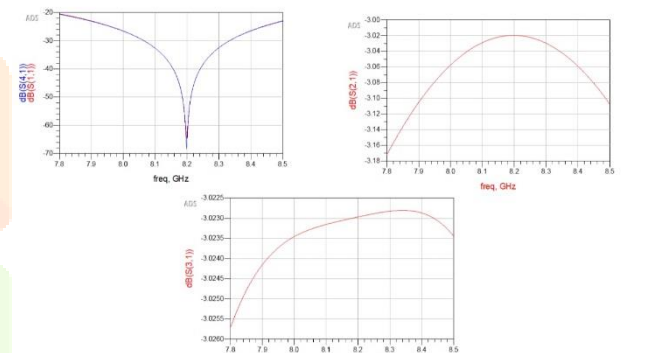 ADS
-20
-30
-40
-50
-60
-70
dB(S(4,1))
dB(S(1,1))
7.8 7.9 8.0 8.1 8.2 8.3 8.4 8.5
freq, GHz
ADS
-3.00
-3.02
-3.04
-3.06
-3.08
-3.10
-3.12
-3.14
-3.16
-3.18
dB(S(2,1))
7.8 7.9 8.0 8.1 8.2 8.3 8.4 8.5
freq, GHz
ADS
-3.0225
-3.0230
-3.0235
-3.0240
-3.0245
-3.0250
-3.0255
-3.0260
dB(S(3,1))
7.8 7.9 8.0 8.1 8.2 8.3 8.4 8.5